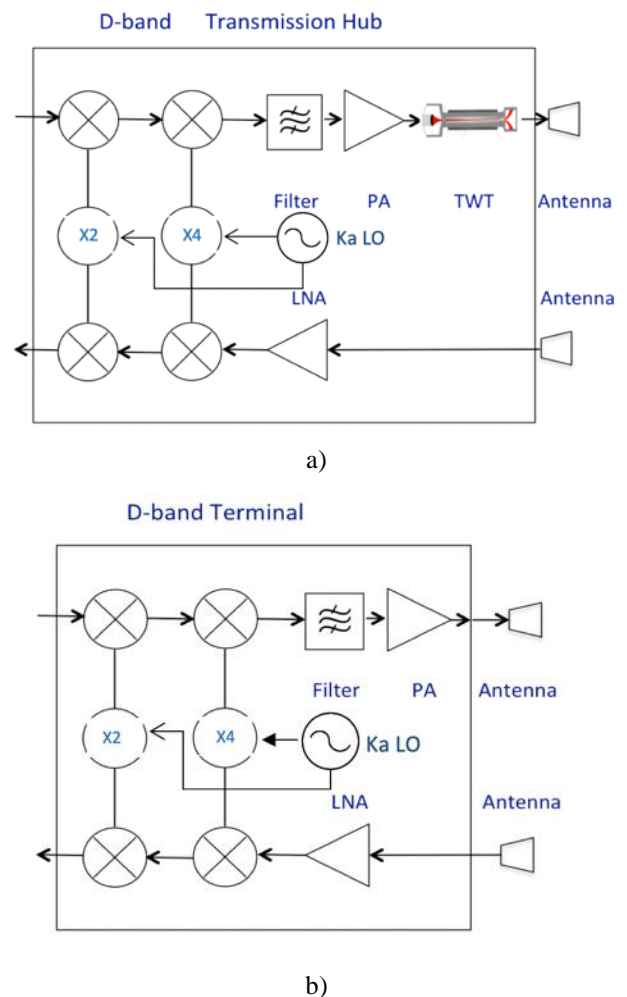 D-band Transmission Hub
X2 X4
Filter PA TWT Antenna
Ka LO
LNA Antenna
a)
D-band Terminal
Filter PA Antenna
X2 X4
Ka LO
LNA Antenna
b)